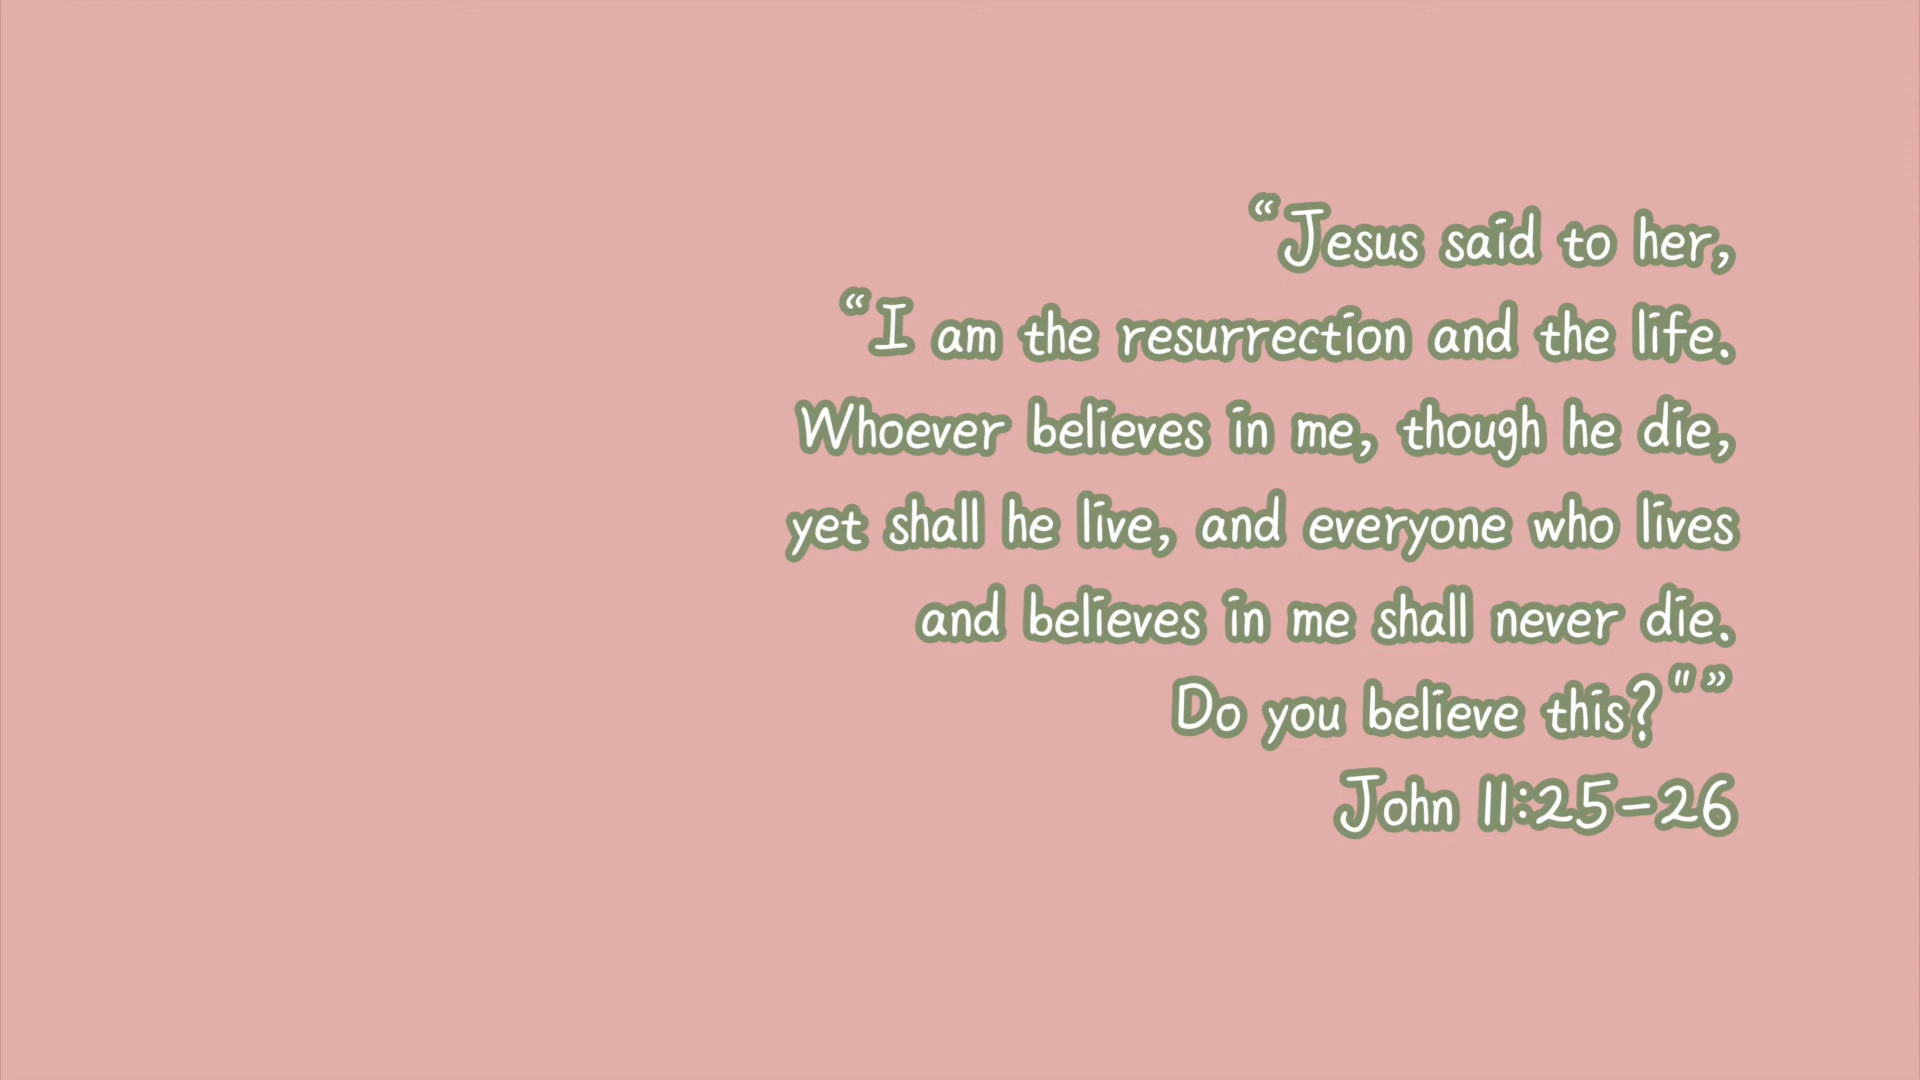 “Jesus said to her,
“I am the resurrection and the life.
Whoever believes in me, though he die,
yet shall he live, and everyone who lives
and believes in me shall never die.
Do you believe this?"”
John 11:25-26